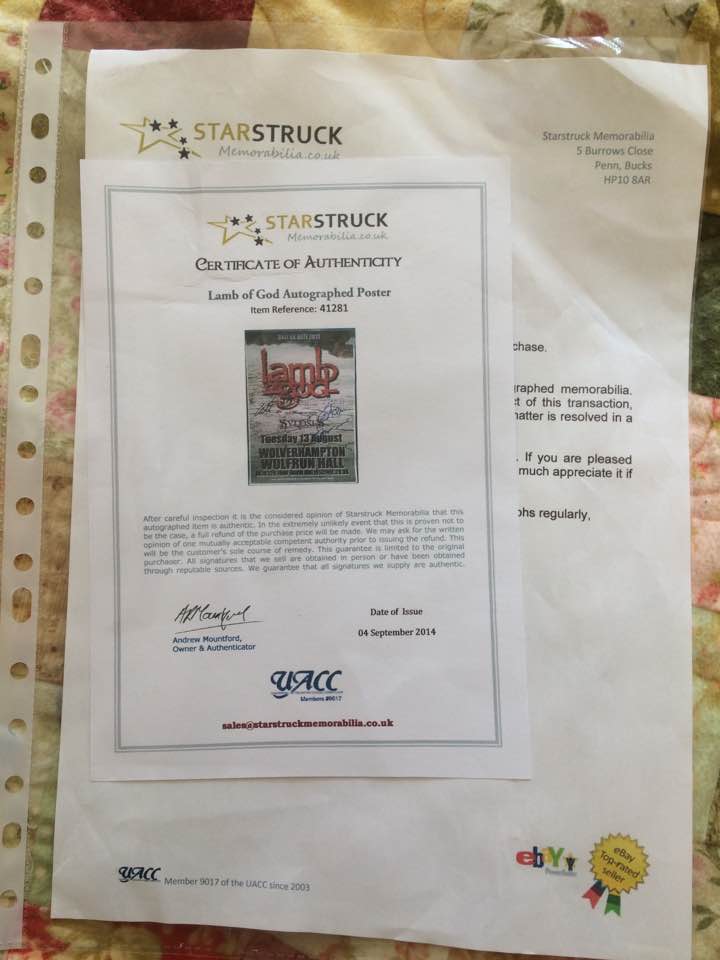 STARSTRUCK
Memorabilia.co.uk
Starstruck Memorabilia
5 Burrows Close
Penn, Bucks
HP10 8AR
STARSTRUCK
Memorabilia.co.uk
CERTIFICATE OF AUTHENTICITY
Lamb of God Autographed Poster
Item Reference: 41281
lamb
of god
Tuesday 13 August
WOLVERHAMPTON
WULFRUN HALL
After careful inspection it is the considered opinion of Starstruck Memorabilia that this
autographed item is authentic. In the extremely unlikely event that this is proven not to
be the case, a full refund of the purchase price will be made. We may ask for the written
opinion of one mutually acceptable competent authority prior to issuing the refund. This
will be the customer's sole course of remedy. This guarantee is limited to the original
purchaser. All signatures that we sell are obtained in person or have been obtained
through reputable sources. We guarantee that all signatures we supply are authentic.
Andrew Mountford,
Owner & Authenticator
Date of Issue
04 September 2014
UACC
Members #9017
sales@starstruckmemorabilia.co.uk
chase.
graphed memorabilia.
ct of this transaction,
natter is resolved in a
. If you are pleased
much appreciate it if
phs regularly,
UACC Member 9017 of the UACC since 2003
ebay
PowerSeller
eBay
Top-rated
seller